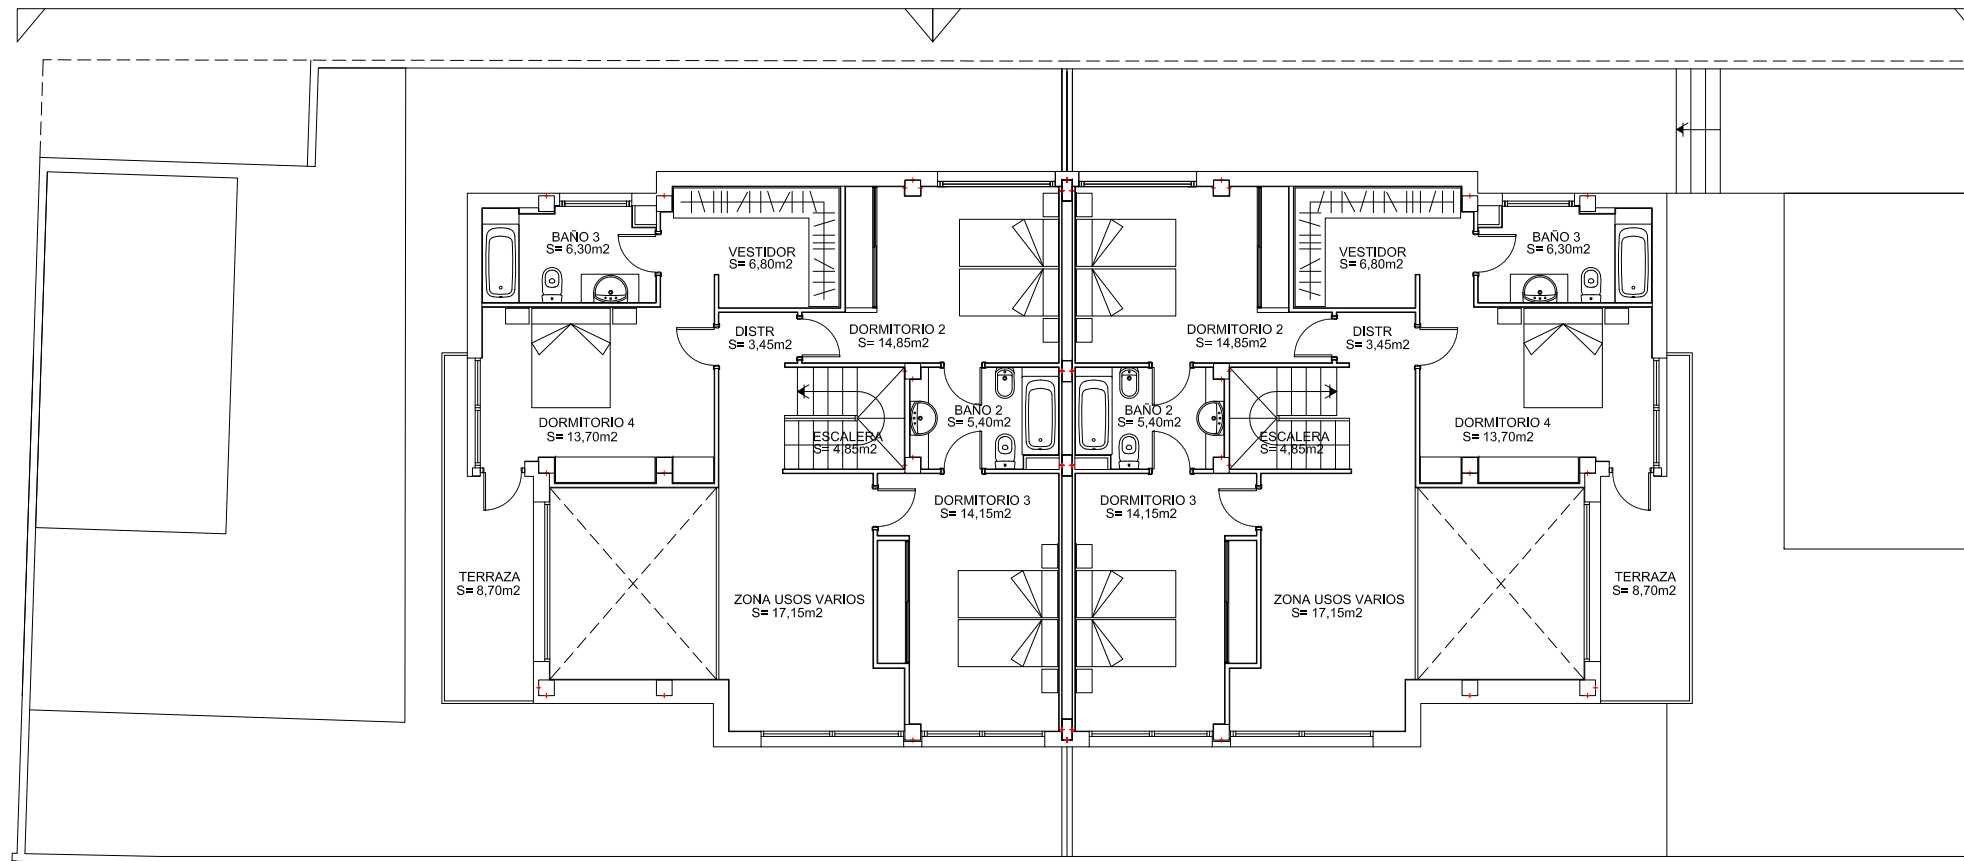 BAÑO 3
S= 6,30m2
VESTIDOR
S= 6,80m2
VESTIDOR
S= 6,80m2
BAÑO 3
S= 6,30m2
DISTR
S= 3,45m2
DORMITORIO 2
S= 14,85m2
DORMITORIO 2
S= 14,85m2
DISTR
S= 3,45m2
DORMITORIO 4
S= 13,70m2
ESCALERA
S= 4,85m2
BAÑO 2
S= 5,40m2
BAÑO 2
S= 5,40m2
ESCALERA
S= 4,85m2
DORMITORIO 4
S= 13,70m2
DORMITORIO 3
S= 14,15m2
DORMITORIO 3
S= 14,15m2
TERRAZA
S= 8,70m2
ZONA USOS VARIOS
S= 17,15m2
ZONA USOS VARIOS
S= 17,15m2
TERRAZA
S= 8,70m2